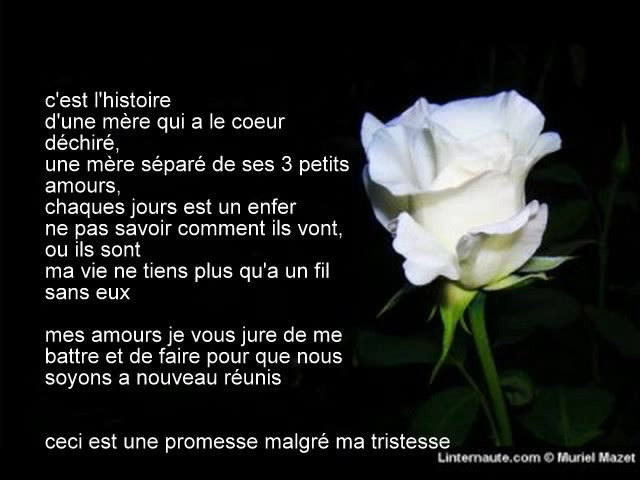 c'est l'histoire
d'une mère qui a le coeur
déchiré,
une mère séparé de ses 3 petits
amours,
chaques jours est un enfer
ne pas savoir comment ils vont,
ou ils sont
ma vie ne tiens plus qu'a un fil
sans eux
mes amours je vous jure de me
battre et de faire pour que nous
soyons a nouveau réunis
ceci est une promesse malgré ma tristesse
Linternaute.com © Muriel Mazet